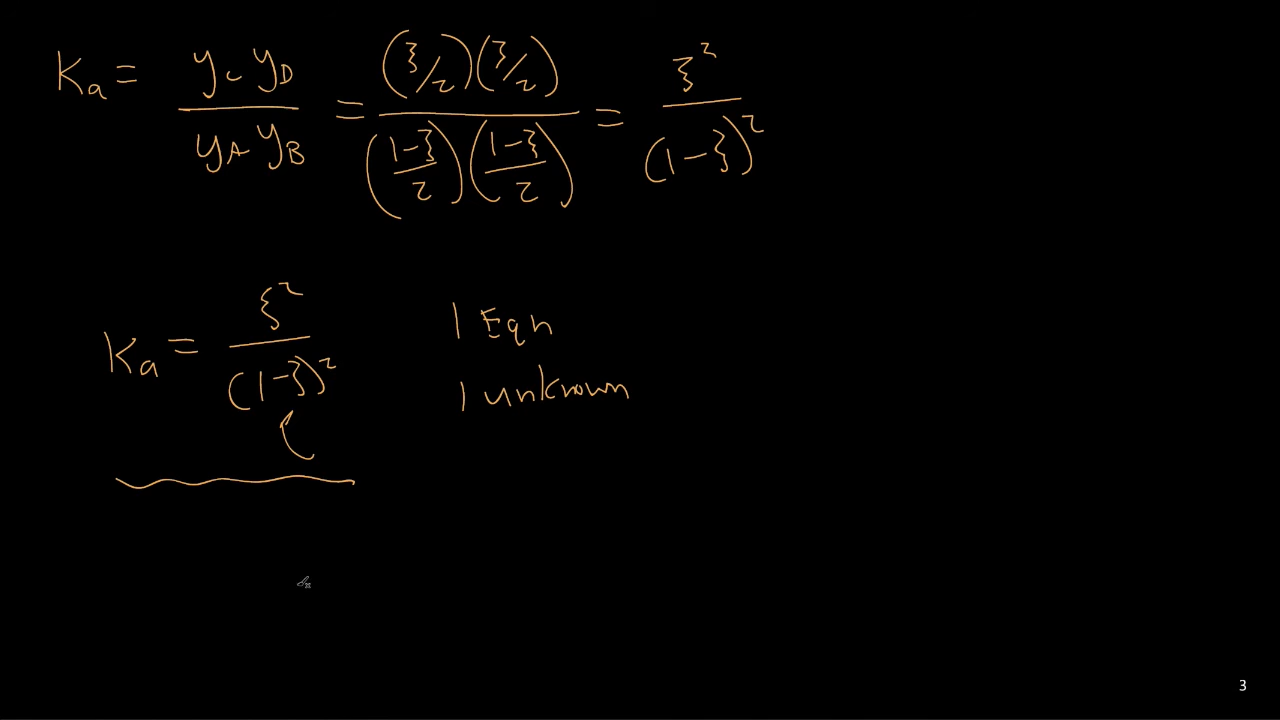 Ka = yC yD / yA yB = (ξ/2)(ξ/2) / ((1-ξ)/2)((1-ξ)/2) = ξ² / (1-ξ)²
Ka = ξ² / (1-ξ)²
1 Eqn
1 unknown
3